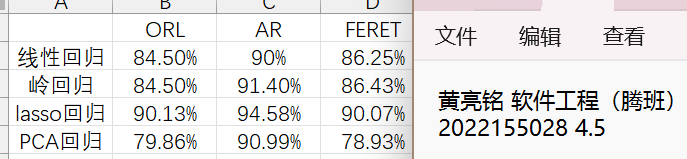 A B C D
ORL AR FERET
线性回归 84.50% 90% 86.25%
岭回归 84.50% 91.40% 86.43%
lasso回归 90.13% 94.58% 90.07%
PCA回归 79.86% 90.99% 78.93%
文件 编辑 查看
黄亮铭 软件工程（腾班）
2022155028 4.5